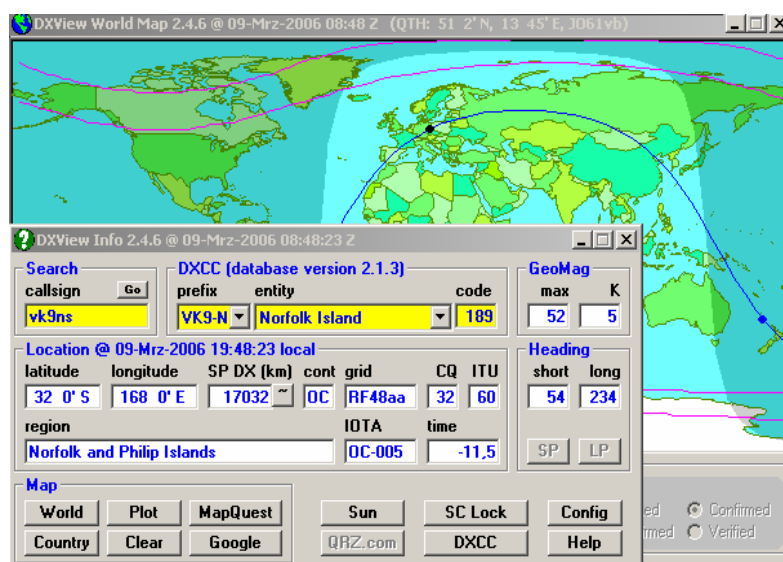 DXView World Map 2.4.6 @ 09-Mrz-2006 08:48 Z (QTH: 51 2' N, 13 45' E, JO61vb)
DXView Info 2.4.6 @ 09-Mrz-2006 08:48:23 Z
Search
callsign Go
vk9ns
DXCC (database version 2.1.3)
prefix entity code
VK9-N Norfolk Island 189
GeoMag
max K
52 5
Location @ 09-Mrz-2006 19:48:23 local
latitude longitude SP DX (km) cont grid CQ ITU
32 0' S 168 0' E 17032 ~ OC RF48aa 32 60
region IOTA time
Norfolk and Philip Islands OC-005 -11,5
Heading
short long
54 234
SP LP
Map
World Plot MapQuest Sun SC Lock Config
Country Clear Google QRZ.com DXCC Help
ed Confirmed
rmed Verified